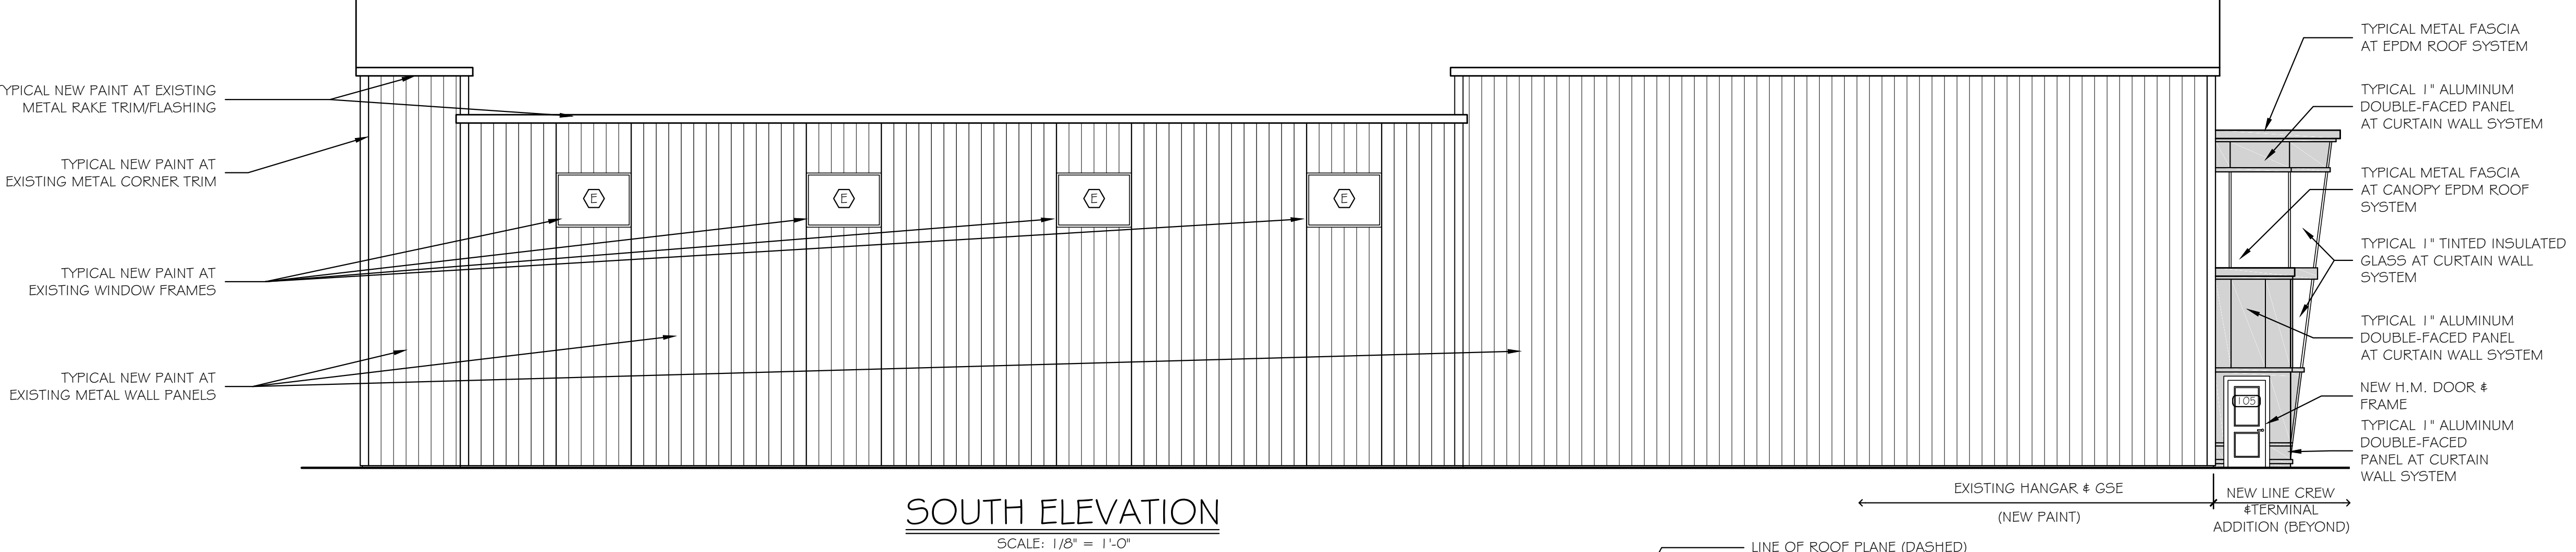 TYPICAL NEW PAINT AT EXISTING
METAL RAKE TRIM/FLASHING
TYPICAL NEW PAINT AT
EXISTING METAL CORNER TRIM
TYPICAL NEW PAINT AT
EXISTING WINDOW FRAMES
TYPICAL NEW PAINT AT
EXISTING METAL WALL PANELS
E
E
E
E
TYPICAL METAL FASCIA
AT EPDM ROOF SYSTEM
TYPICAL 1" ALUMINUM
DOUBLE-FACED PANEL
AT CURTAIN WALL SYSTEM
TYPICAL METAL FASCIA
AT CANOPY EPDM ROOF
SYSTEM
TYPICAL 1" TINTED INSULATED
GLASS AT CURTAIN WALL
SYSTEM
TYPICAL 1" ALUMINUM
DOUBLE-FACED PANEL
AT CURTAIN WALL SYSTEM
NEW H.M. DOOR &
FRAME
TYPICAL 1" ALUMINUM
DOUBLE-FACED
PANEL AT CURTAIN
WALL SYSTEM
105
EXISTING HANGAR & GSE
(NEW PAINT)
NEW LINE CREW
&TERMINAL
ADDITION (BEYOND)
SOUTH ELEVATION
SCALE: 1/8" = 1'-0"
LINE OF ROOF PLANE (DASHED)